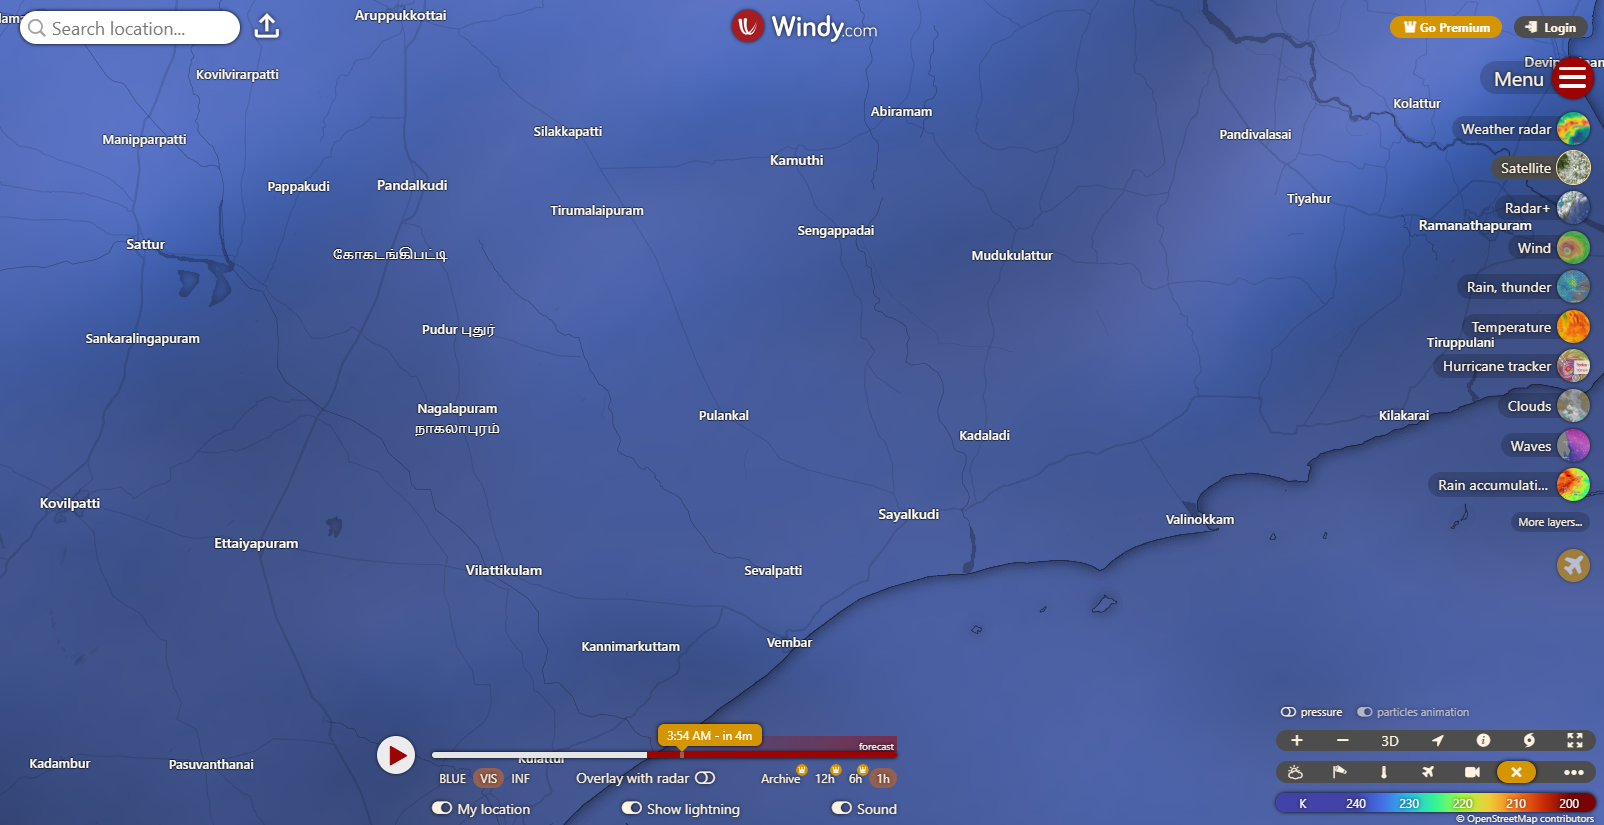 Search location...
Aruppukkottai
Windy.com
Go Premium
Login
Kovilvirarpatti
Menu
Kolattur
Abiramam
Manipparpatti
Silakkapatti
Pandivalasai
Weather radar
Kamuthi
Satellite
Pappakudi
Pandalkudi
Tirumalaipuram
Tiyahur
Radar+
Sengappadai
Ramanathapuram
Sattur
கோகடங்கிபட்டி
Mudukulattur
Wind
Rain, thunder
Pudur புதுர்
Temperature
Sankaralingapuram
Tiruppulani
Hurricane tracker
Nagalapuram
நாகலாபுரம்
Pulankal
Clouds
Kilakarai
Kadaladi
Waves
Rain accumulati...
Kovilpatti
Sayalkudi
Valinokkam
More layers...
Ettaiyapuram
Vilattikulam
Sevalpatti
Kannimarkuttam
Vembar
pressure
particles animation
3:54 AM - in 4m
forecast
3D
Kadambur
Pasuvanthanai
BLUE VIS INF
Overlay with radar
Archive 12h 6h 1h
My location
Show lightning
Sound
K 240 230 220 210 200
© OpenStreetMap contributors